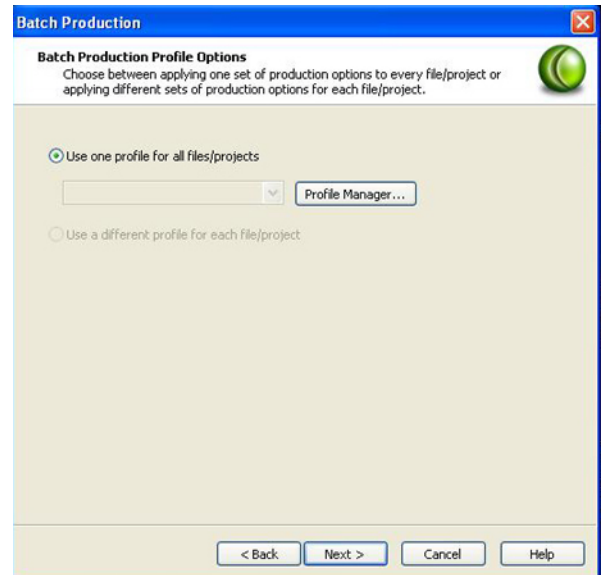 Batch Production
Batch Production Profile Options
Choose between applying one set of production options to every file/project or
applying different sets of production options for each file/project.
Use one profile for all files/projects
Profile Manager...
Use a different profile for each file/project
< Back
Next >
Cancel
Help